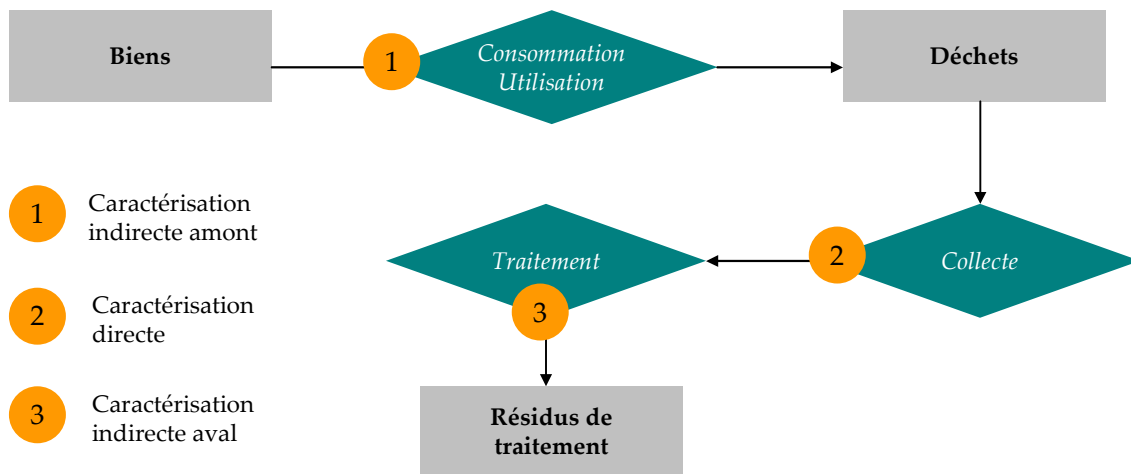 Biens
1
Consommation
Utilisation
Déchets
1
Caractérisation
indirecte amont
Traitement
2
Collecte
2
Caractérisation
directe
3
3
Caractérisation
indirecte aval
Résidus de
traitement